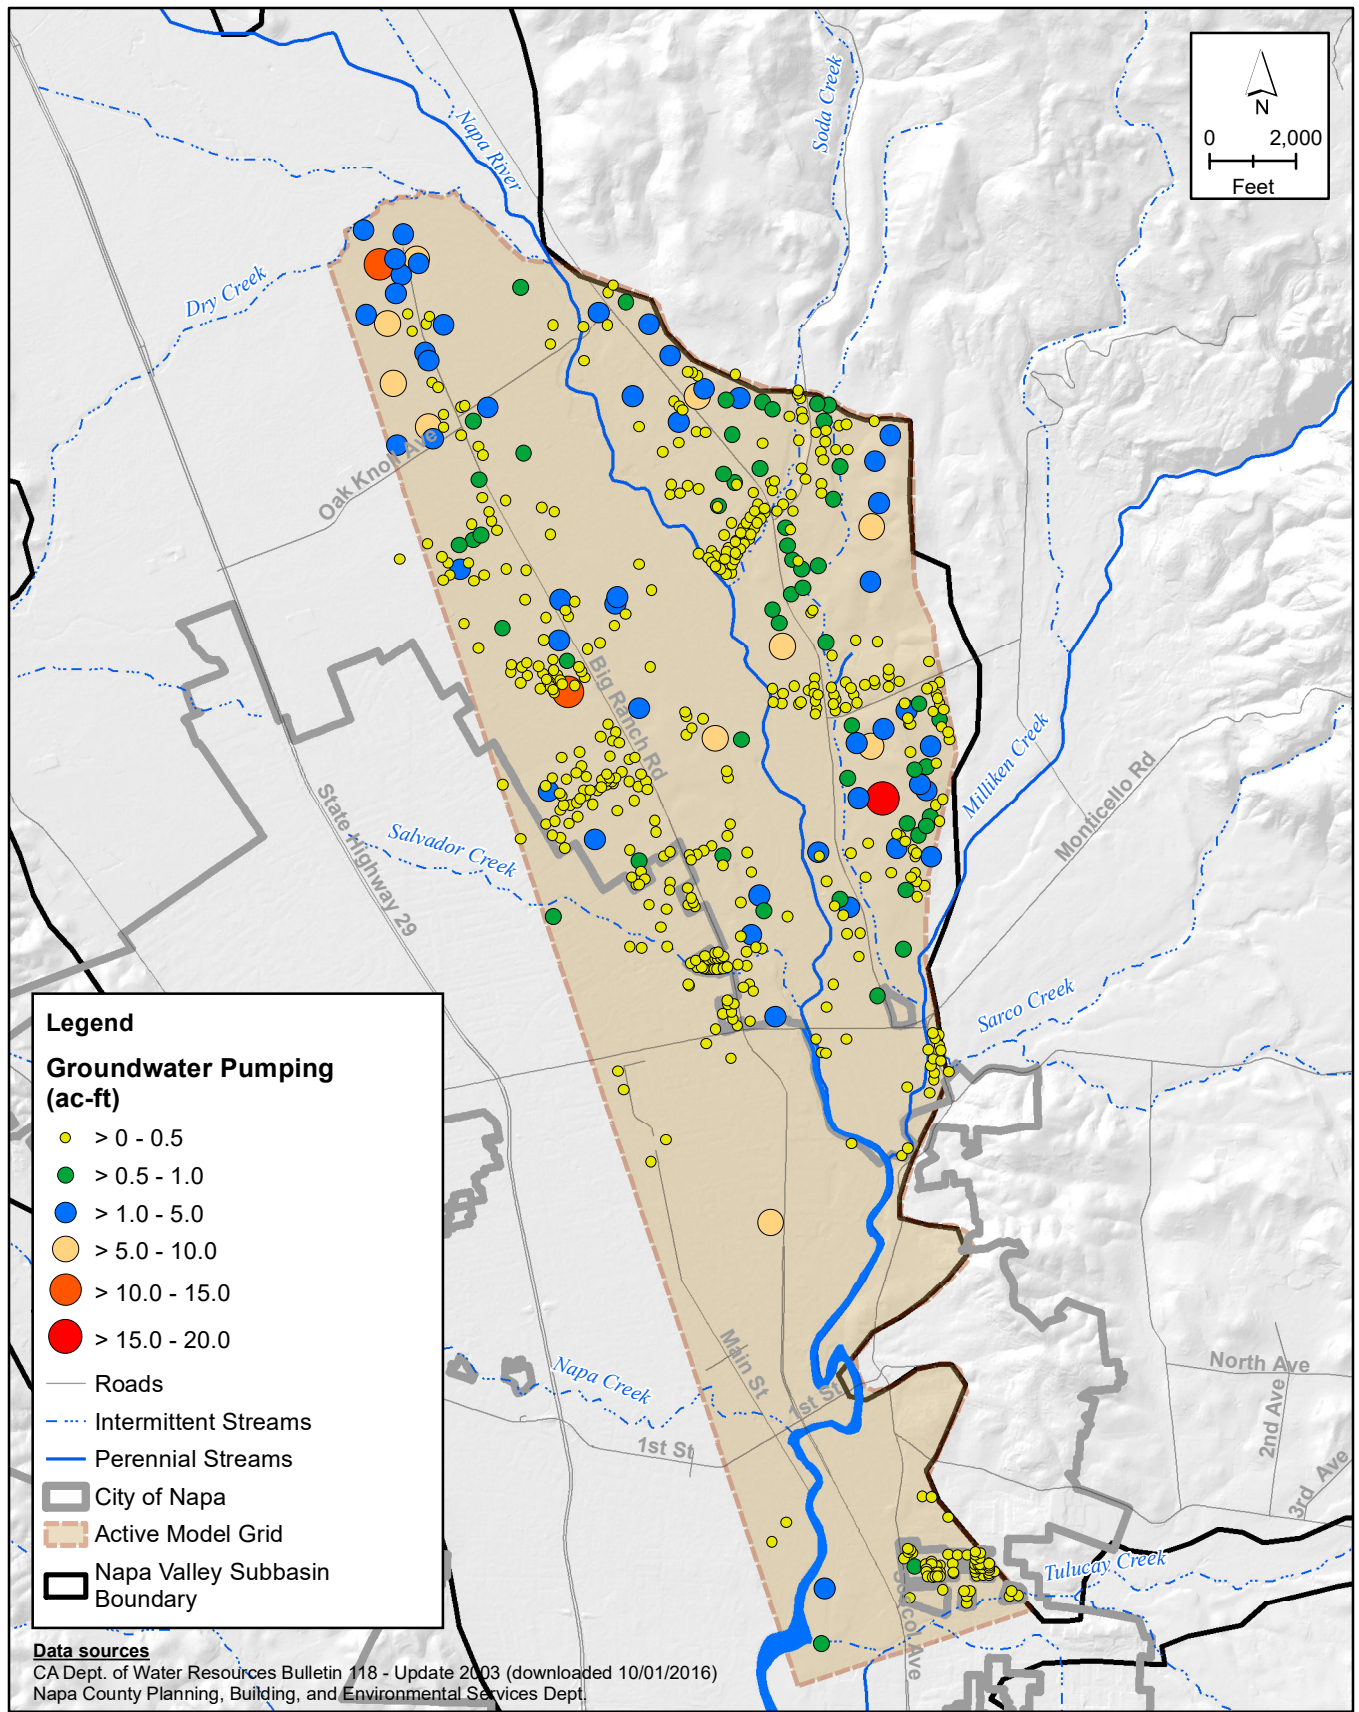 Napa River
Soda Creek
N
0 2,000
Feet
Dry Creek
Oak Knoll Ave
Big Ranch Rd
State Highway 29
Salvador Creek
Milliken Creek
Monticello Rd
Sarco Creek
Legend
Groundwater Pumping
(ac-ft)
> 0 - 0.5
> 0.5 - 1.0
> 1.0 - 5.0
> 5.0 - 10.0
> 10.0 - 15.0
> 15.0 - 20.0
Roads
Intermittent Streams
Perennial Streams
City of Napa
Active Model Grid
Napa Valley Subbasin
Boundary
Main St
Napa Creek
1st St
1st St
North Ave
2nd Ave
3rd Ave
Tulucay Creek
Ave
Data sources
CA Dept. of Water Resources Bulletin 118 - Update 2003 (downloaded 10/01/2016)
Napa County Planning, Building, and Environmental Services Dept.